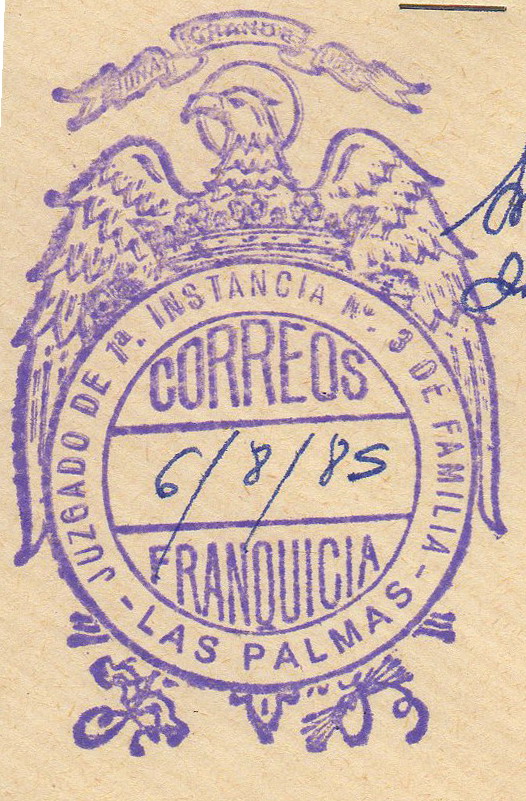 UNA GRANDE LIBRE
JUZGADO DE 1ª. INSTANCIA Nº. 3 DE FAMILIA
- LAS PALMAS -
CORREOS
6/8/85
FRANQUICIA